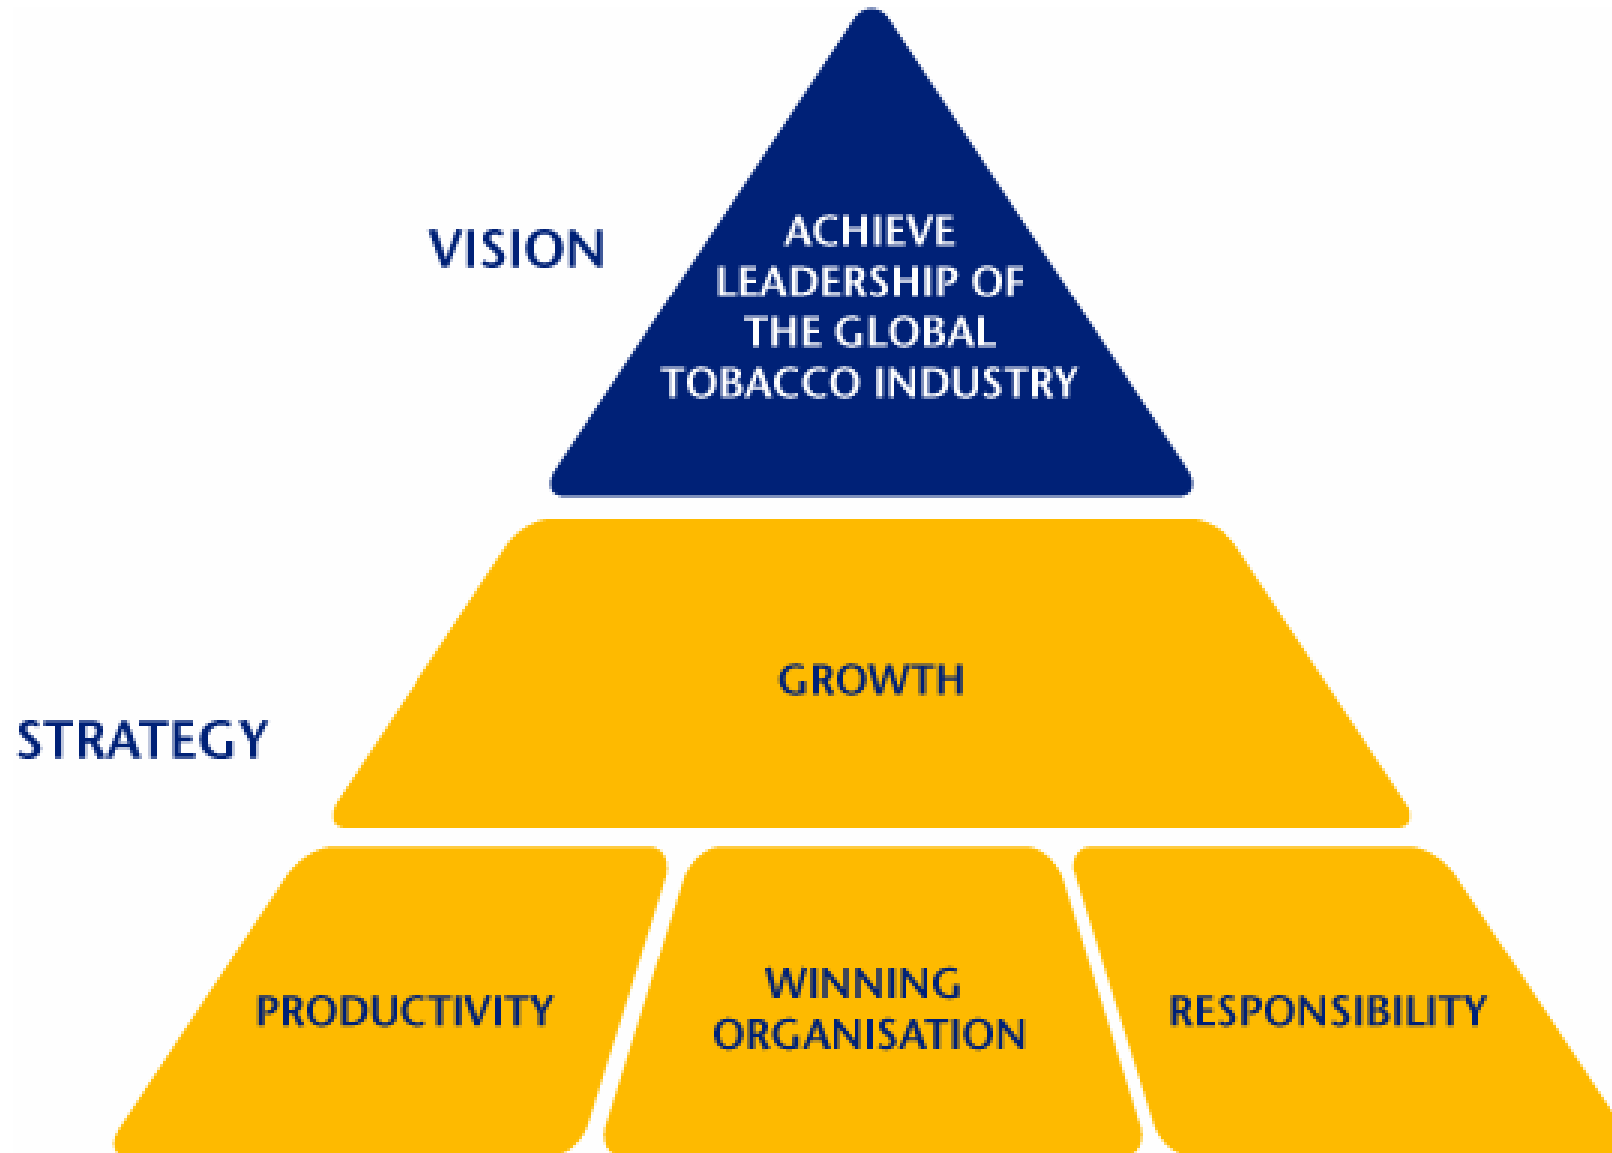 VISION
ACHIEVE
LEADERSHIP OF
THE GLOBAL
TOBACCO INDUSTRY
STRATEGY
GROWTH
PRODUCTIVITY
WINNING
ORGANISATION
RESPONSIBILITY